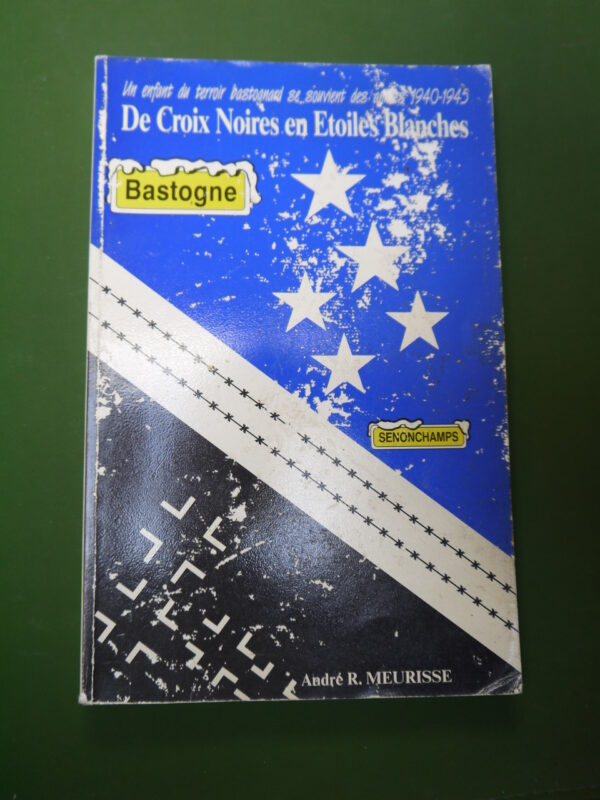 Un enfant du terroir bastognard se souvient des 1940-1945
De Croix Noires en Etoiles Blanches
Bastogne
SENONCHAMPS
André R. MEURISSE